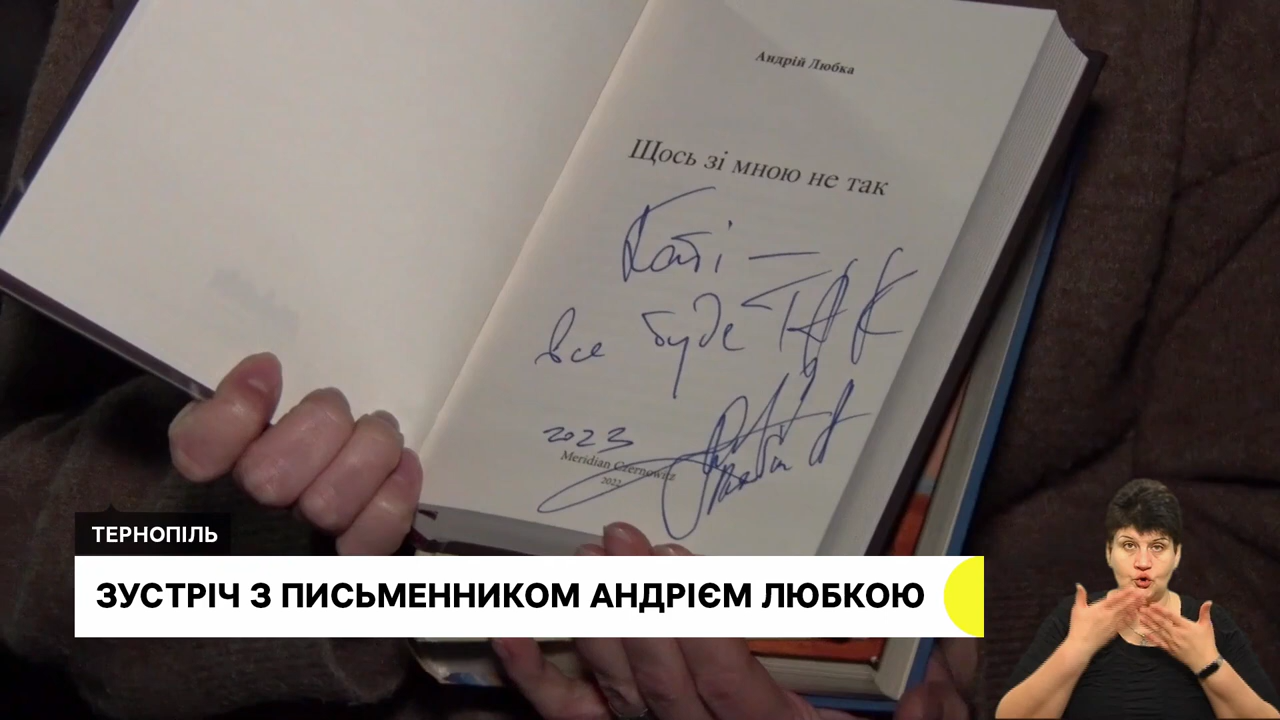 Андрій Любка
Щось зі мною не так
Каті —
все буде ТАК
2023
Meridian Czernowitz
2022
ТЕРНОПІЛЬ
ЗУСТРІЧ З ПИСЬМЕННИКОМ АНДРІЄМ ЛЮБКОЮ